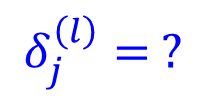 δ_j^{(l)} = ?